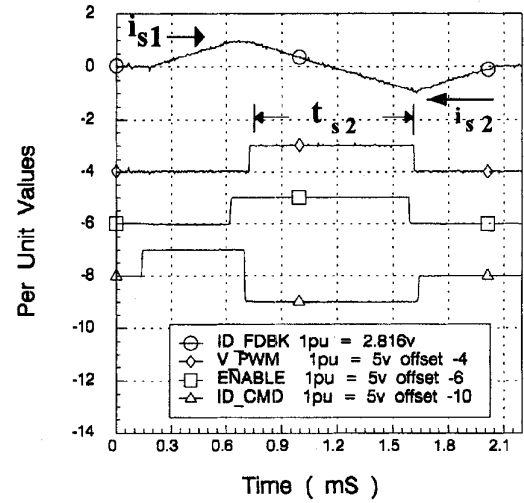 2
i s1
0
i s2
-2
t s2
-4
-6
-8
-10
-12
-14
Per Unit Values
ID_FDBK 1pu = 2.816v
V_PWM 1pu = 5v offset -4
ENABLE 1pu = 5v offset -6
ID_CMD 1pu = 5v offset -10
0 0.3 0.6 0.9 1.2 1.5 1.8 2.1
Time ( mS )